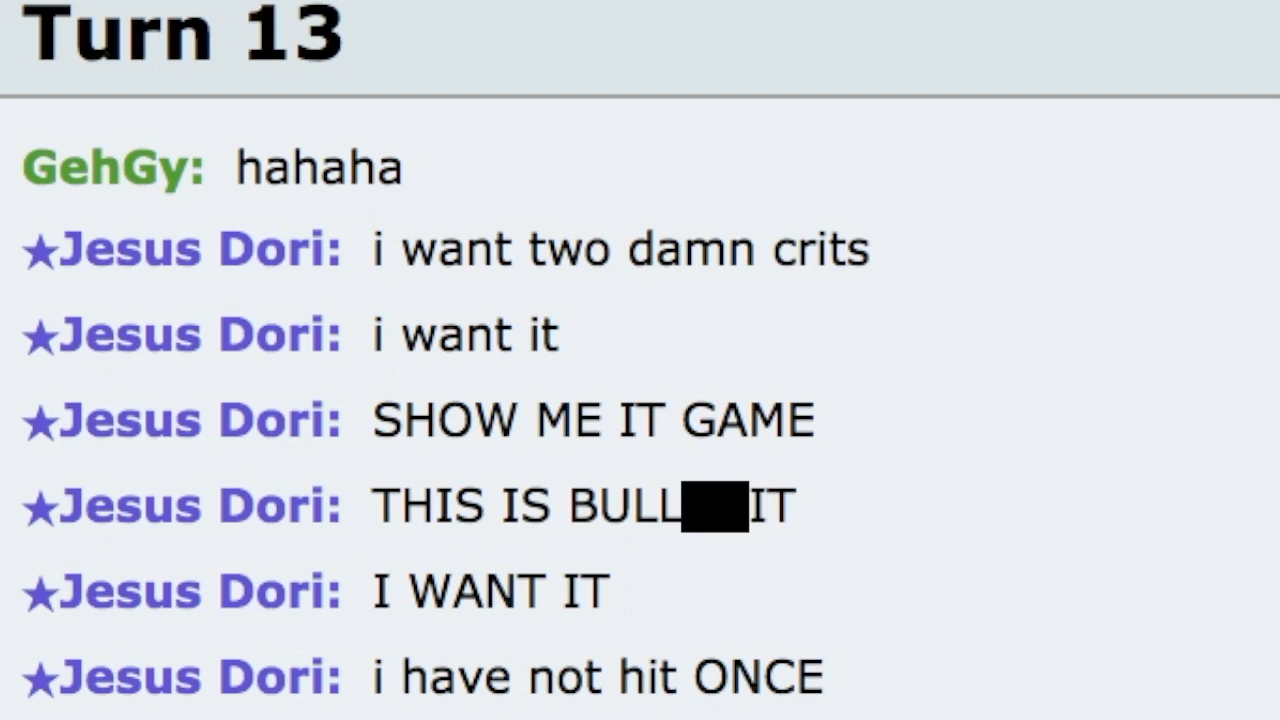 Turn 13
GehGy: hahaha
★Jesus Dori: i want two damn crits
★Jesus Dori: i want it
★Jesus Dori: SHOW ME IT GAME
★Jesus Dori: THIS IS BULL IT
★Jesus Dori: I WANT IT
★Jesus Dori: i have not hit ONCE